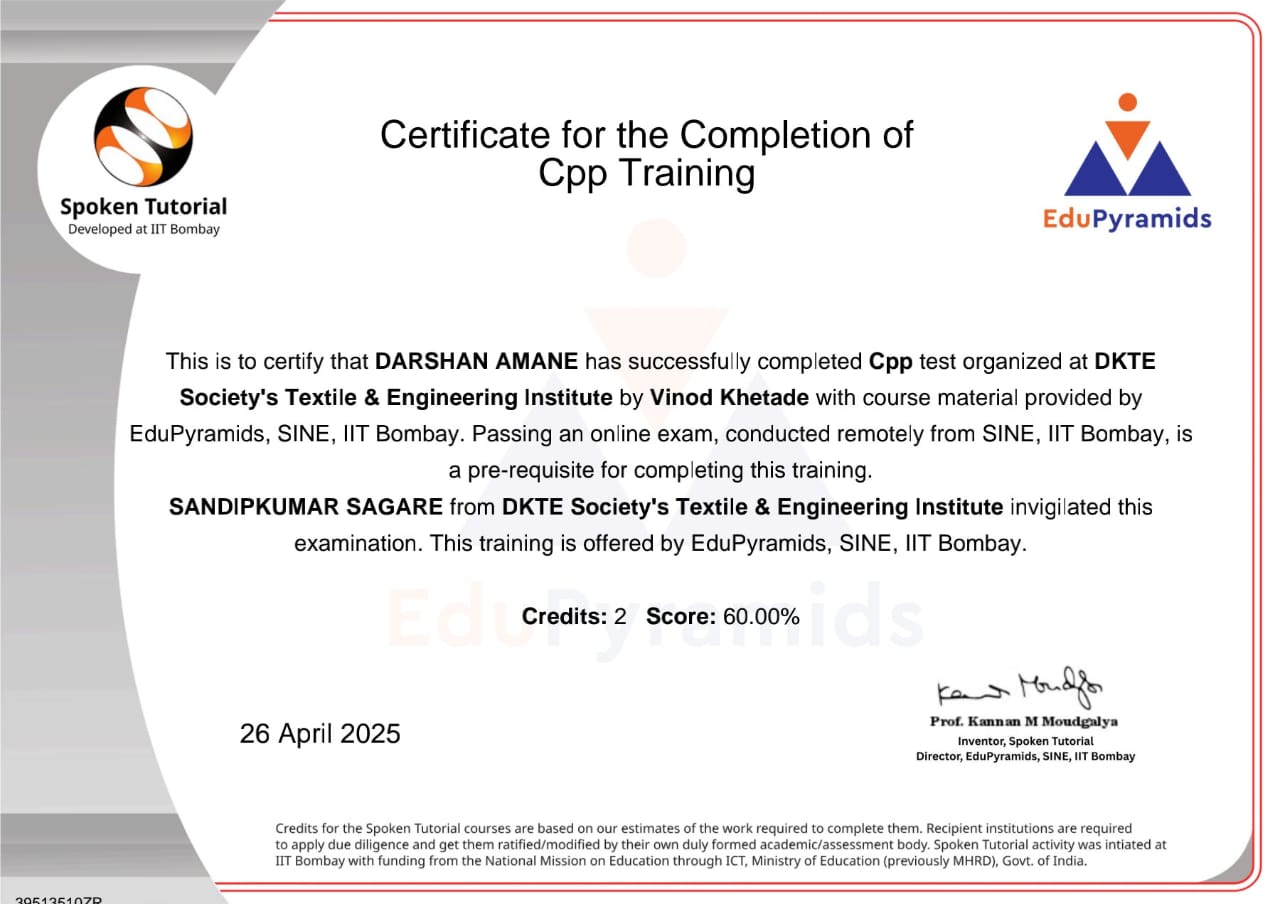 Certificate for the Completion of
Cpp Training
Spoken Tutorial
Developed at IIT Bombay
EduPyramids
This is to certify that DARSHAN AMANE has successfully completed Cpp test organized at DKTE
Society's Textile & Engineering Institute by Vinod Khetade with course material provided by
EduPyramids, SINE, IIT Bombay. Passing an online exam, conducted remotely from SINE, IIT Bombay, is
a pre-requisite for completing this training.
SANDIPKUMAR SAGARE from DKTE Society's Textile & Engineering Institute invigilated this
examination. This training is offered by EduPyramids, SINE, IIT Bombay.
EduPyramids
Credits: 2 Score: 60.00%
26 April 2025
Prof. Kannan M Moudgalya
Inventor, Spoken Tutorial
Director, EduPyramids, SINE, IIT Bombay
Credits for the Spoken Tutorial courses are based on our estimates of the work required to complete them. Recipient institutions are required
to apply due diligence and get them ratified/modified by their own duly formed academic/assessment body. Spoken Tutorial activity was intiated at
IIT Bombay with funding from the National Mission on Education through ICT, Ministry of Education (previously MHRD), Govt. of India.
39513510ZR